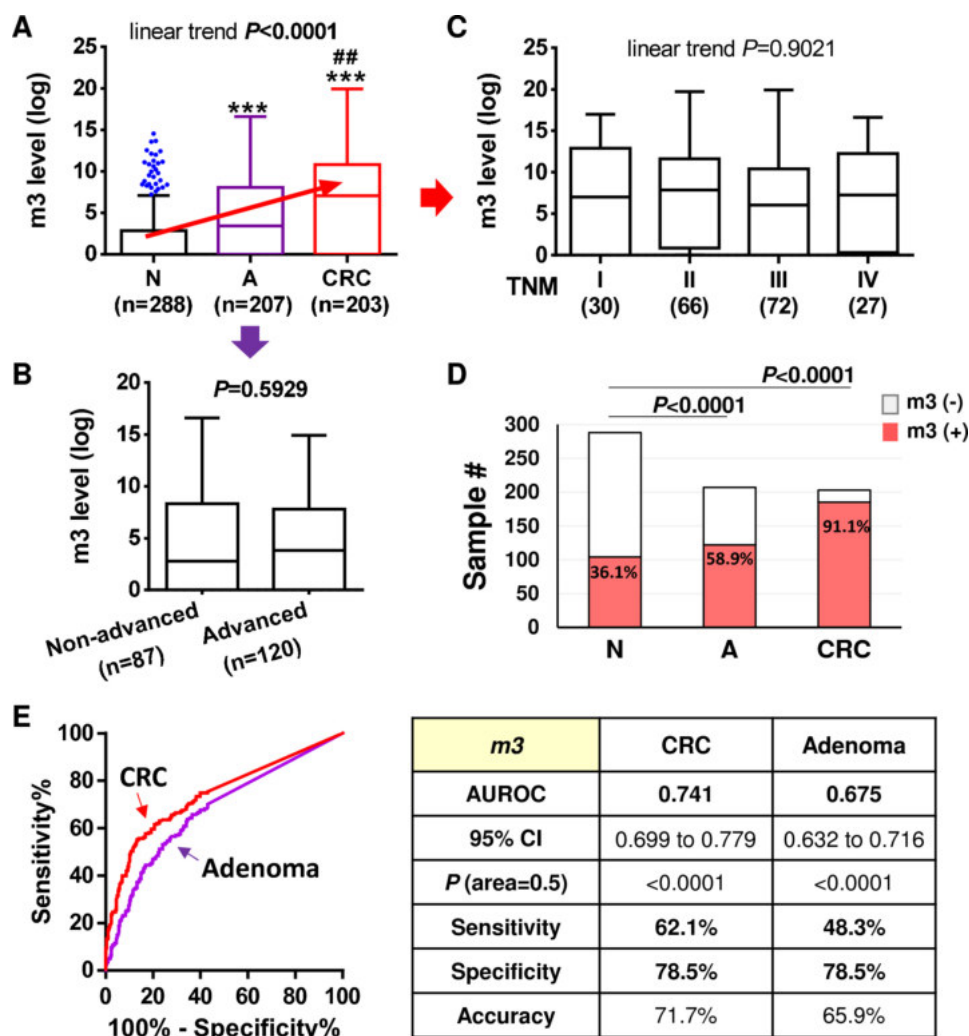 A
linear trend P<0.0001
m3 level (log)
25
20
15
10
5
0
***
##
***
N
A
CRC
(n=288)
(n=207)
(n=203)
C
linear trend P=0.9021
m3 level (log)
25
20
15
10
5
0
TNM
I
II
III
IV
(30)
(66)
(72)
(27)
B
P=0.5929
m3 level (log)
20
15
10
5
0
Non-advanced
(n=87)
Advanced
(n=120)
D
P<0.0001
P<0.0001
m3 (-)
m3 (+)
Sample #
300
250
200
150
100
50
0
36.1%
58.9%
91.1%
N
A
CRC
E
Sensitivity%
100
80
60
40
20
0
CRC
Adenoma
0 20 40 60 80 100
100% - Specificity%
m3 CRC Adenoma
AUROC 0.741 0.675
95% CI 0.699 to 0.779 0.632 to 0.716
P (area=0.5) <0.0001 <0.0001
Sensitivity 62.1% 48.3%
Specificity 78.5% 78.5%
Accuracy 71.7% 65.9%